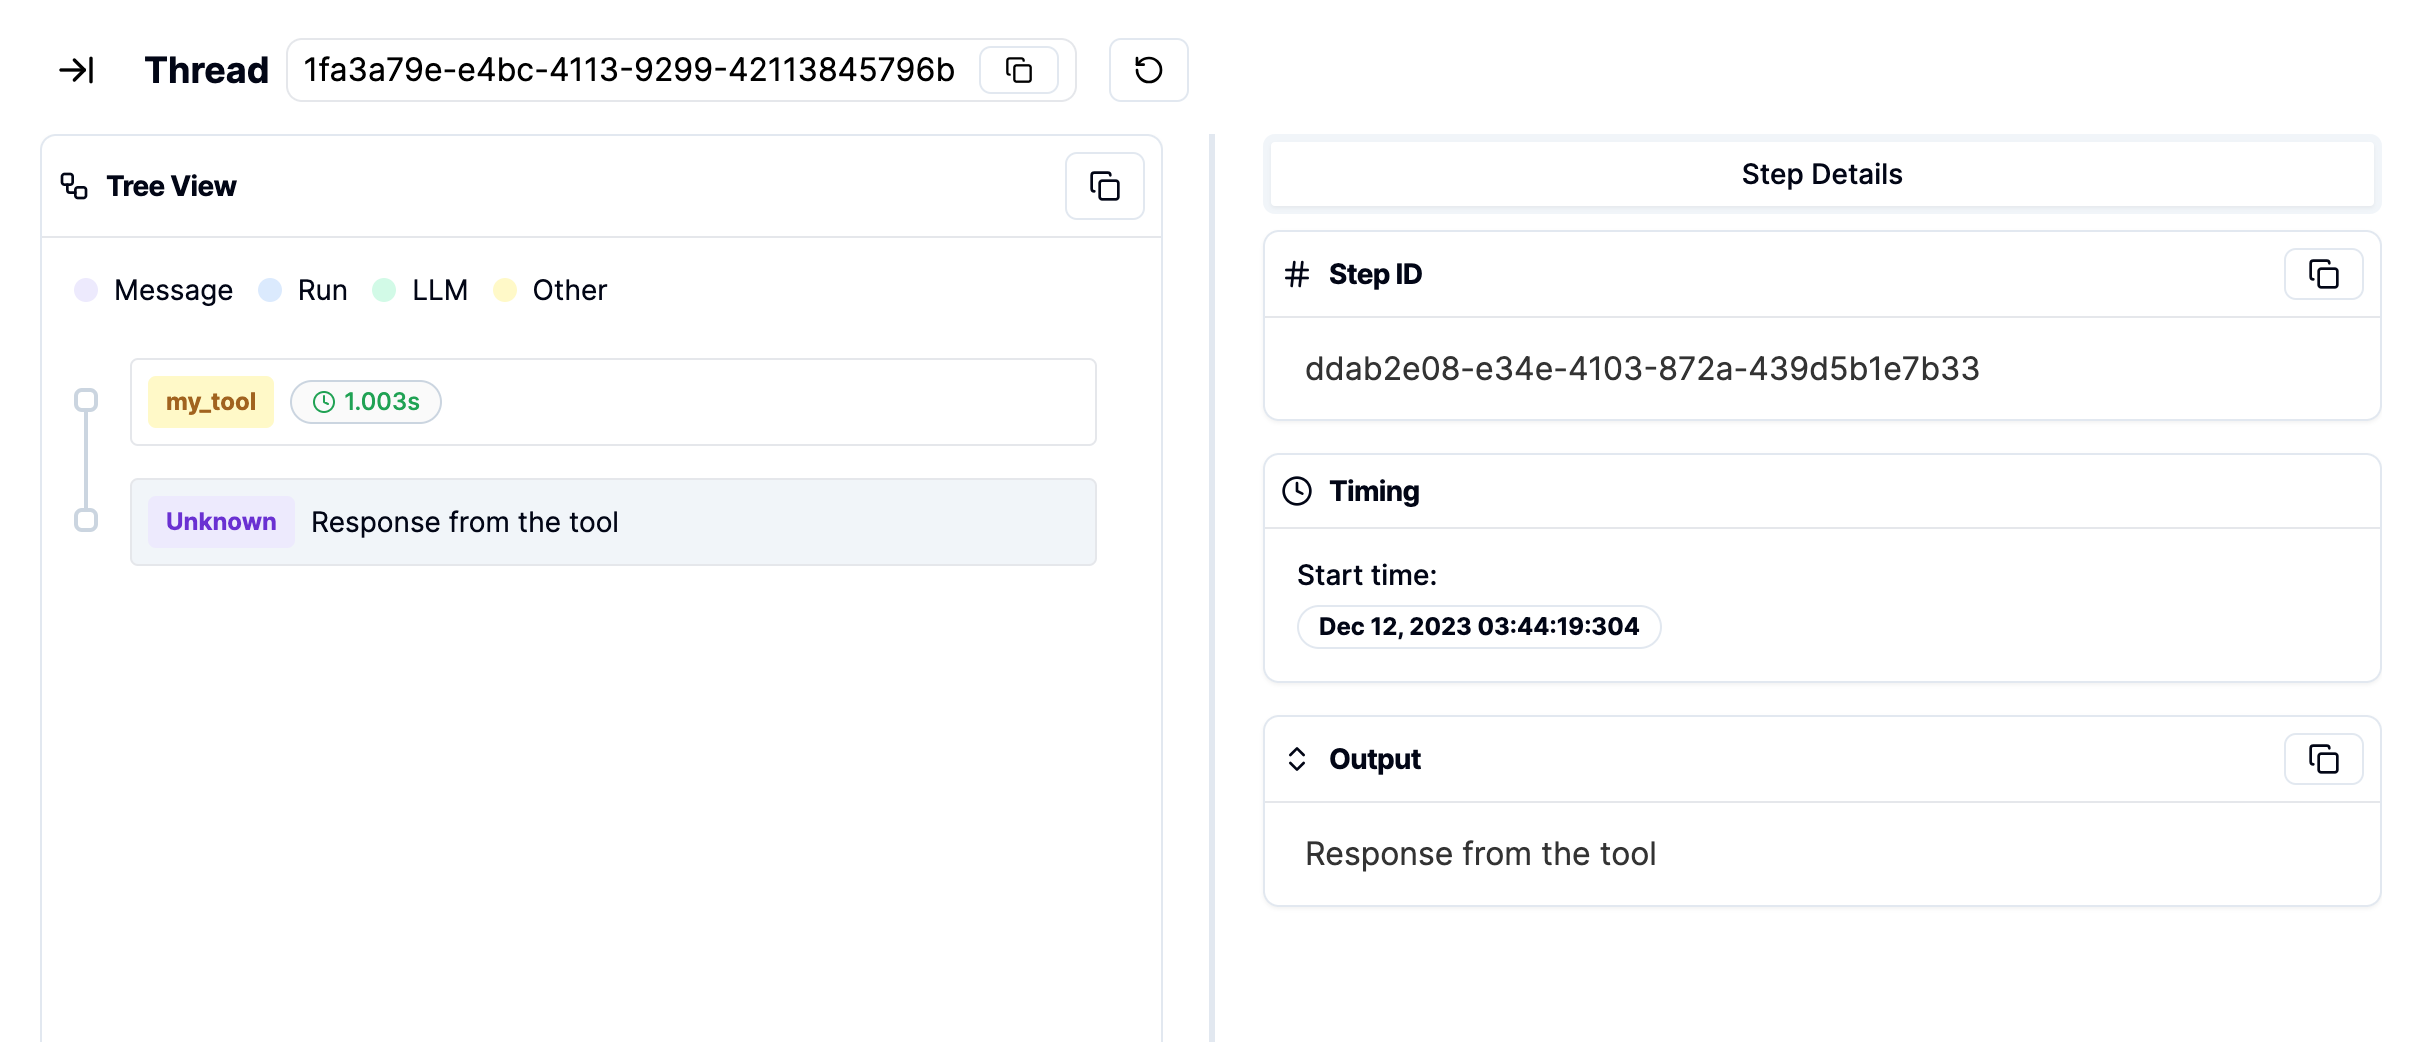 Thread 1fa3a79e-e4bc-4113-9299-42113845796b
Tree View
Message Run LLM Other
my_tool 1.003s
Unknown Response from the tool
Step Details
Step ID
ddab2e08-e34e-4103-872a-439d5b1e7b33
Timing
Start time:
Dec 12, 2023 03:44:19:304
Output
Response from the tool